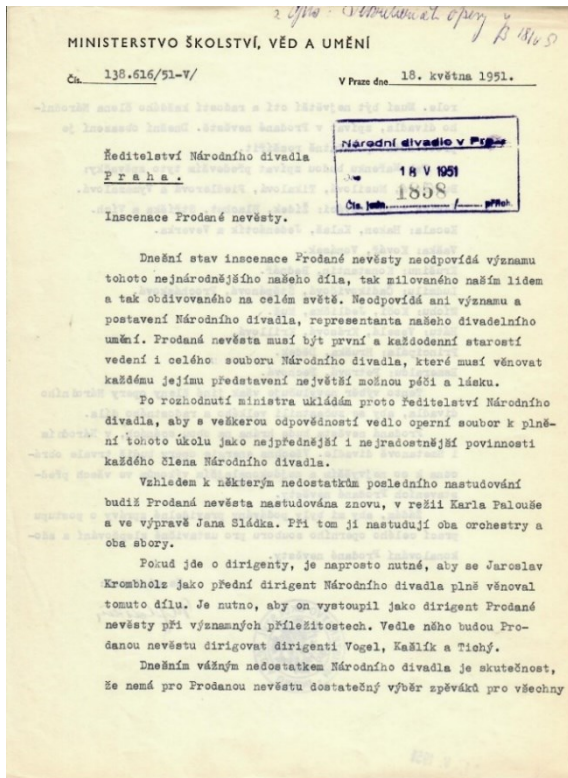 opery
MINISTERSTVO ŠKOLSTVÍ, VĚD A UMĚNÍ
Čís. 138.616/51-V/
V Praze dne 18. května 1951.
Národní divadlo v Praze
18 V 1951
1858
Čís. jedn. / příloh.
Ředitelství Národního divadla
Praha.
Inscenace Prodané nevěsty.
Dnešní stav inscenace Prodané nevěsty neodpovídá významu
tohoto nejnárodnějšího našeho díla, tak milovaného naším lidem
a tak obdivovaného na celém světě. Neodpovídá ani významu a
postavení Národního divadla, representanta našeho divadelního
umění. Prodaná nevěsta musí být první a každodenní starostí
vedení i celého souboru Národního divadla, které musí věnovat
každému jejímu představení největší možnou péči a lásku.
Po rozhodnutí ministra ukládám proto ředitelství Národního
divadla, aby s veškerou odpovědností vedlo operní soubor k plně-
ní tohoto úkolu jako nejpřednější i nejradostnější povinnosti
každého člena Národního divadla.
Vzhledem k některým nedostatkům posledního nastudování
budiž Prodaná nevěsta nastudována znovu, v režii Karla Palouše
a ve výpravě Jana Sládka. Při tom ji nastudují oba orchestry a
oba sbory.
Pokud jde o dirigenty, je naprosto nutné, aby se Jaroslav
Krombholz jako přední dirigent Národního divadla plně věnoval
tomuto dílu. Je nutno, aby on vystoupil jako dirigent Prodané
nevěsty při významných příležitostech. Vedle něho budou Pro-
danou nevěstu dirigovat dirigenti Vogel, Kašlík a Tichý.
Dnešním vážným nedostatkem Národního divadla je skutečnost,
že nemá pro Prodanou nevěstu dostatečný výběr zpěváků pro všechny